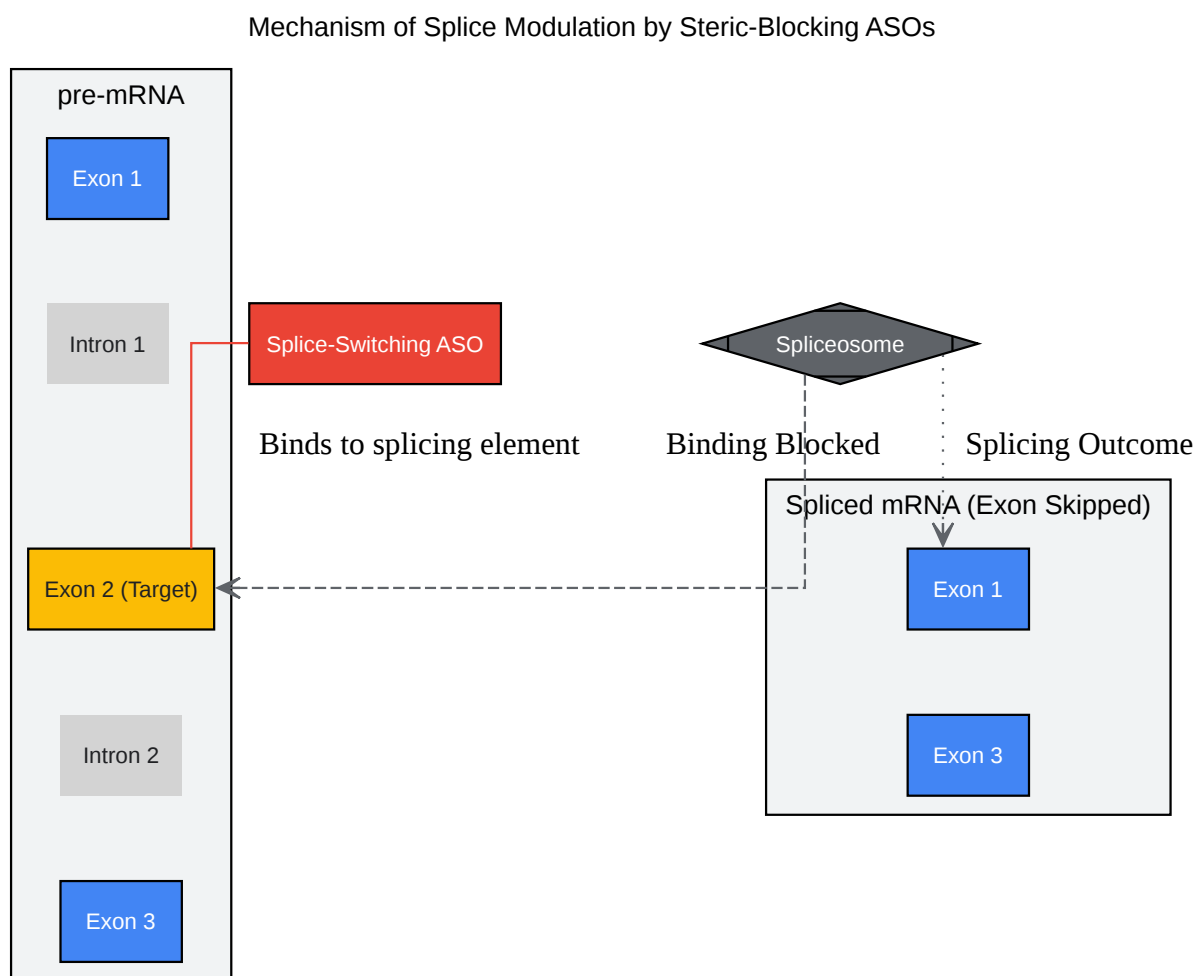 Mechanism of Splice Modulation by Steric-Blocking ASOs
pre-mRNA
Exon 1
Intron 1
Splice-Switching ASO
Spliceosome
Binds to splicing element
Binding Blocked
Splicing Outcome
Spliced mRNA (Exon Skipped)
Exon 2 (Target)
Exon 1
Intron 2
Exon 3
Exon 3